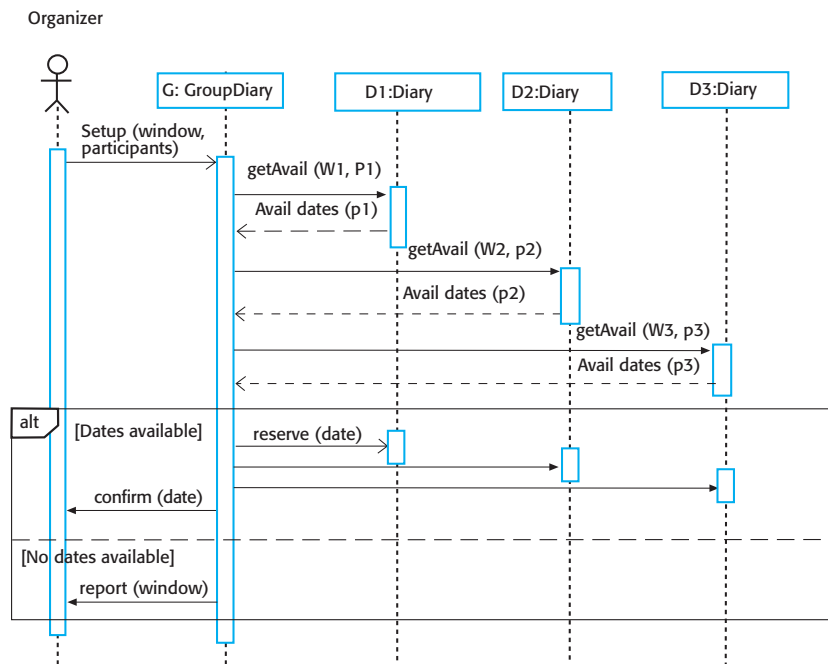 Organizer
G: GroupDiary
D1:Diary
D2:Diary
D3:Diary
Setup (window,
participants)
getAvail (W1, P1)
Avail dates (p1)
getAvail (W2, p2)
Avail dates (p2)
getAvail (W3, p3)
Avail dates (p3)
alt
[Dates available]
reserve (date)
confirm (date)
[No dates available]
report (window)